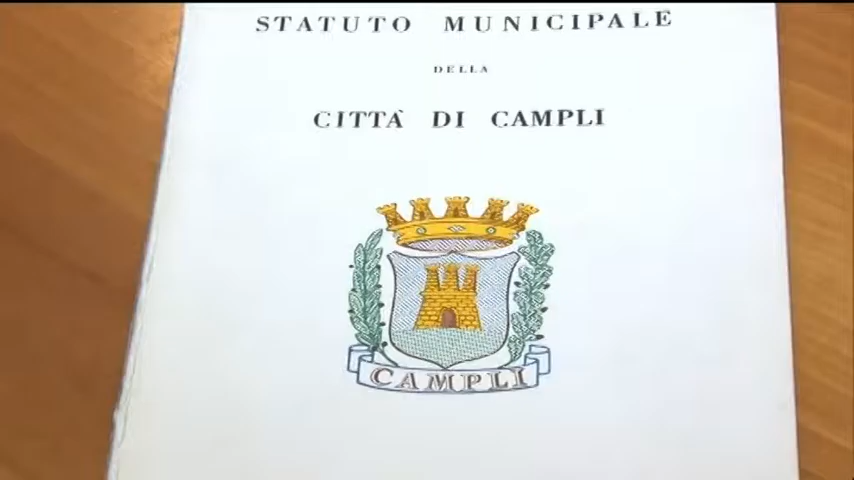 STATUTO MUNICIPALE
DELLA
CITTÀ DI CAMPLI
CAMPLI